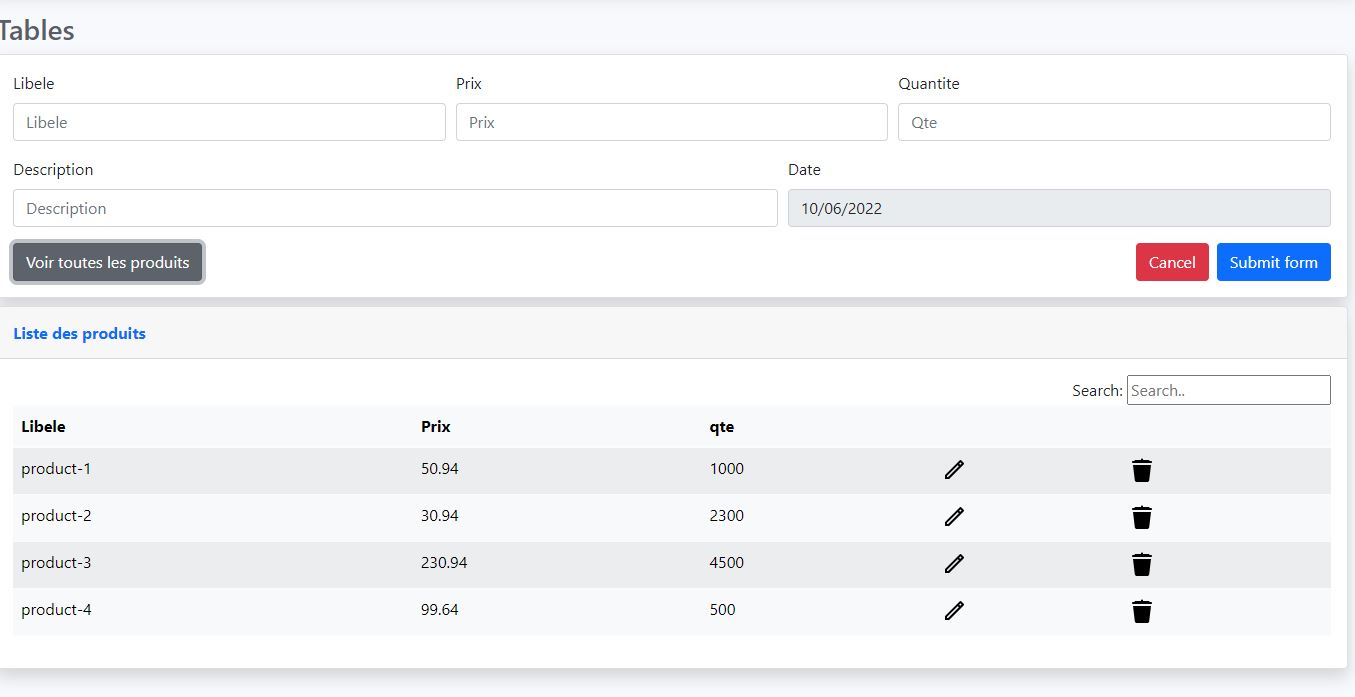 Tables
Libele Prix Quantite
Libele Prix Qte
Description Date
Description 10/06/2022
Voir toutes les produits Cancel Submit form
Liste des produits
Search: Search..
Libele Prix qte
product-1 50.94 1000
product-2 30.94 2300
product-3 230.94 4500
product-4 99.64 500